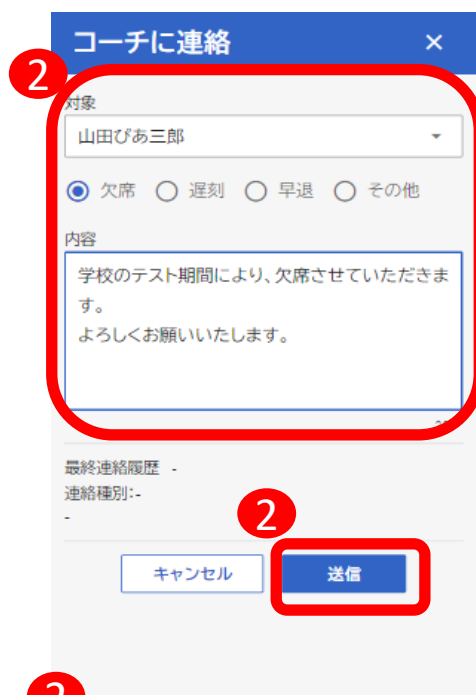 コーチに連絡 ×
2
対象
山田ぴあ三郎
欠席 遅刻 早退 その他
内容
学校のテスト期間により、欠席させていただきま
す。
よろしくお願いいたします。
最終連絡履歴 -
連絡種別:-
-
2
キャンセル 送信